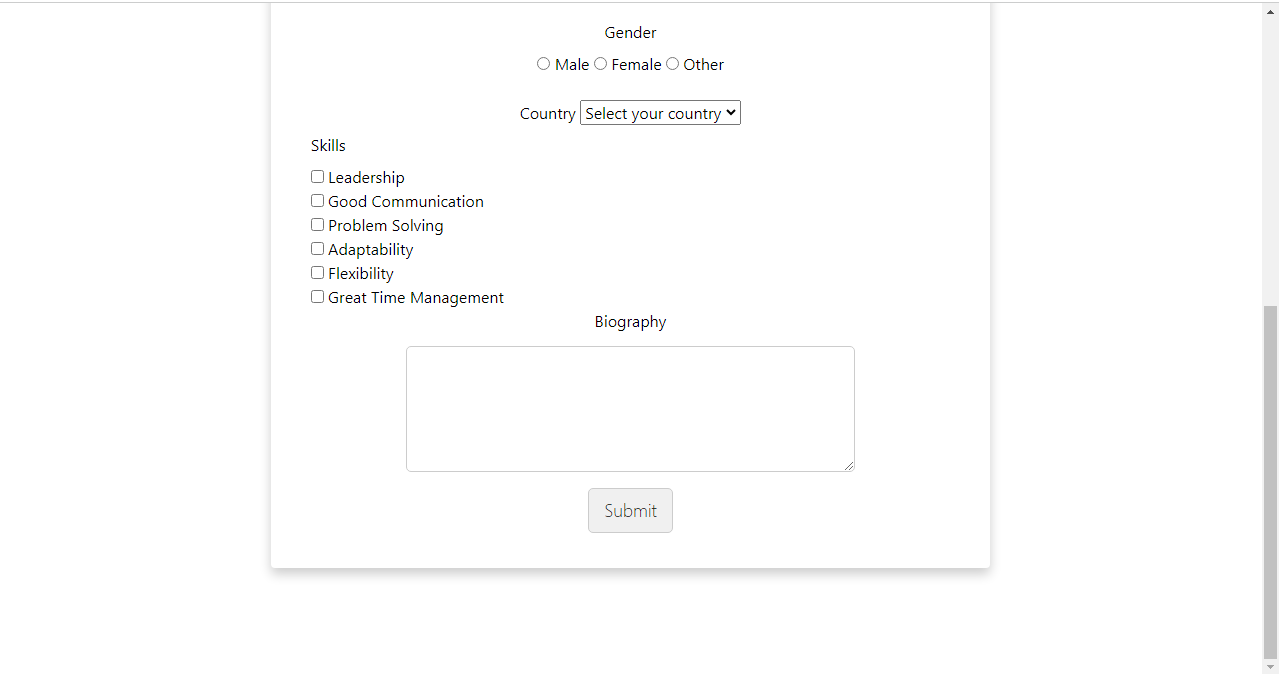 Gender
Male Female Other
Country Select your country
Skills
Leadership
Good Communication
Problem Solving
Adaptability
Flexibility
Great Time Management
Biography
Submit